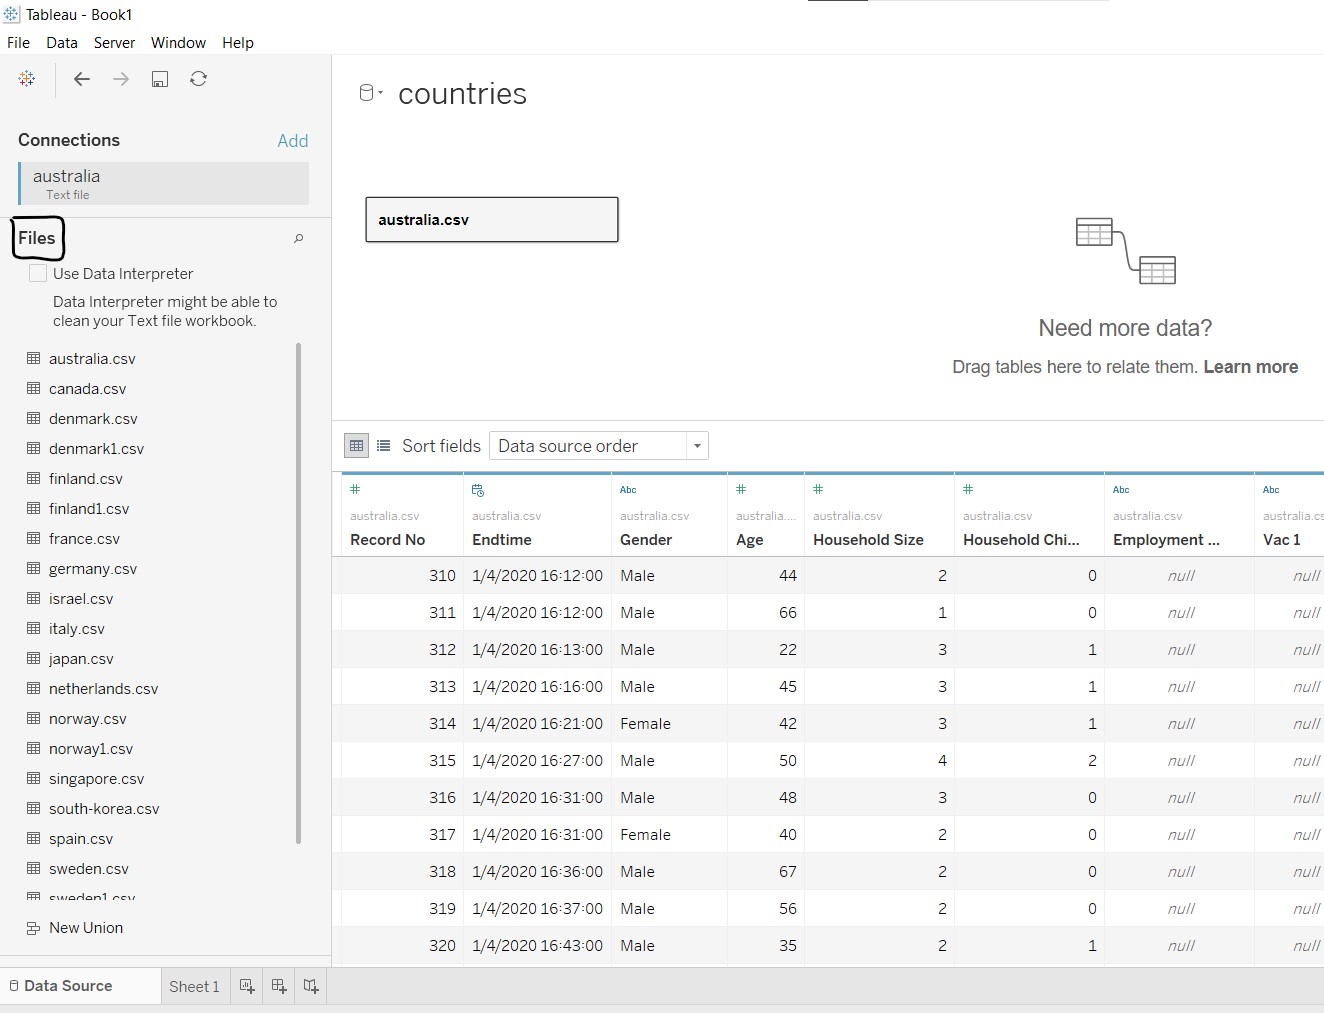 Tableau - Book1
File Data Server Window Help
Connections Add
australia
Text file
Files
Use Data Interpreter
Data Interpreter might be able to
clean your Text file workbook.
australia.csv
canada.csv
denmark.csv
denmark1.csv
finland.csv
finland1.csv
france.csv
germany.csv
israel.csv
italy.csv
japan.csv
netherlands.csv
norway.csv
norway1.csv
singapore.csv
south-korea.csv
spain.csv
sweden.csv
sweden1.csv
New Union
countries
australia.csv
Need more data?
Drag tables here to relate them. Learn more
Sort fields Data source order
# Abc # # # Abc Abc
australia.csv australia.csv australia.csv australia.... australia.csv australia.csv australia.csv australia.cs
Record No Endtime Gender Age Household Size Household Chi... Employment ... Vac 1
310 1/4/2020 16:12:00 Male 44 2 0 null null
311 1/4/2020 16:12:00 Male 66 1 0 null null
312 1/4/2020 16:13:00 Male 22 3 1 null null
313 1/4/2020 16:16:00 Male 45 3 1 null null
314 1/4/2020 16:21:00 Female 42 3 1 null null
315 1/4/2020 16:27:00 Male 50 4 2 null null
316 1/4/2020 16:31:00 Male 48 3 0 null null
317 1/4/2020 16:31:00 Female 40 2 0 null null
318 1/4/2020 16:36:00 Male 67 2 0 null null
319 1/4/2020 16:37:00 Male 56 2 0 null null
320 1/4/2020 16:43:00 Male 35 2 1 null null
Data Source Sheet 1